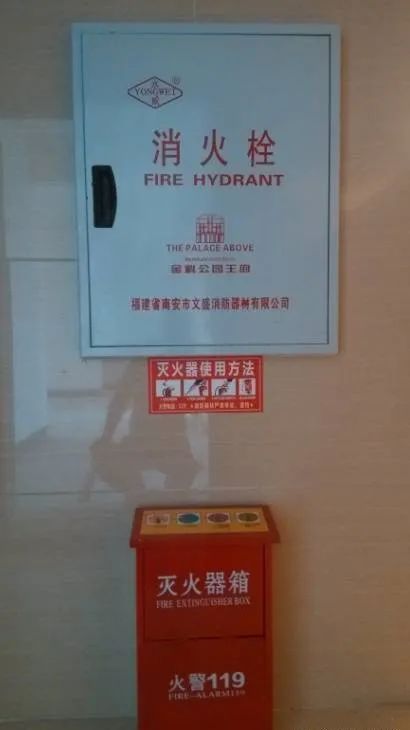 永
YONGWEI
威
®
消火栓
FIRE HYDRANT
THE PALACE ABOVE
金科公园王府
福建省南安市文盛消防器材有限公司
灭火器使用方法
灭火器箱
FIRE EXTINGUISHER BOX
火警119
FIRE-ALARM119